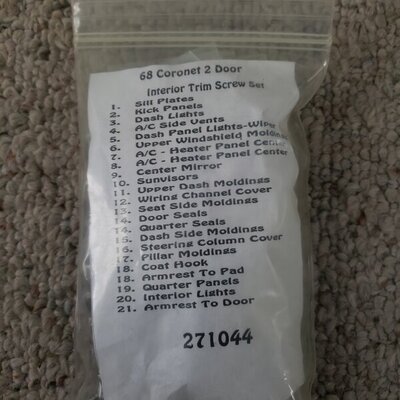 68 Coronet 2 Door
Interior Trim Screw Set
1. Sill Plates
2. Kick Panels
3. Dash Lights
4. A/C Side Vents
5. Dash Panel Lights-Wiper
6. Upper Windshield Moldings
7. A/C - Heater Panel Center
8. A/C - Heater Panel Center
9. Center Mirror
10. Sunvisors
11. Upper Dash Moldings
12. Wiring Channel Cover
13. Seat Side Moldings
14. Door Seals
14. Quarter Seals
15. Dash Side Moldings
16. Steering Column Cover
17. Pillar Moldings
18. Coat Hook
18. Armrest To Pad
19. Quarter Panels
20. Interior Lights
21. Armrest To Door
271044